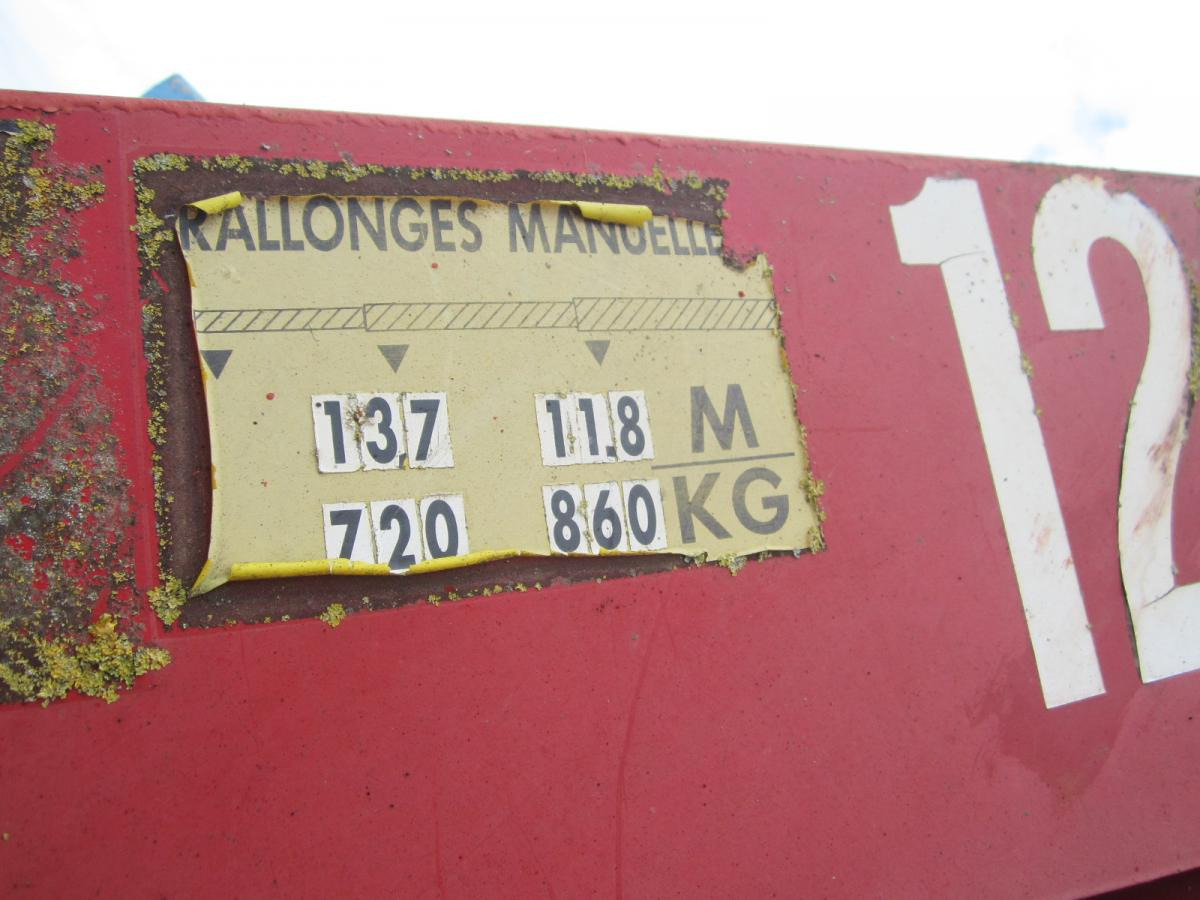 RALLONGES MANUELLE
13,7 11.8 M
720 860 KG
12